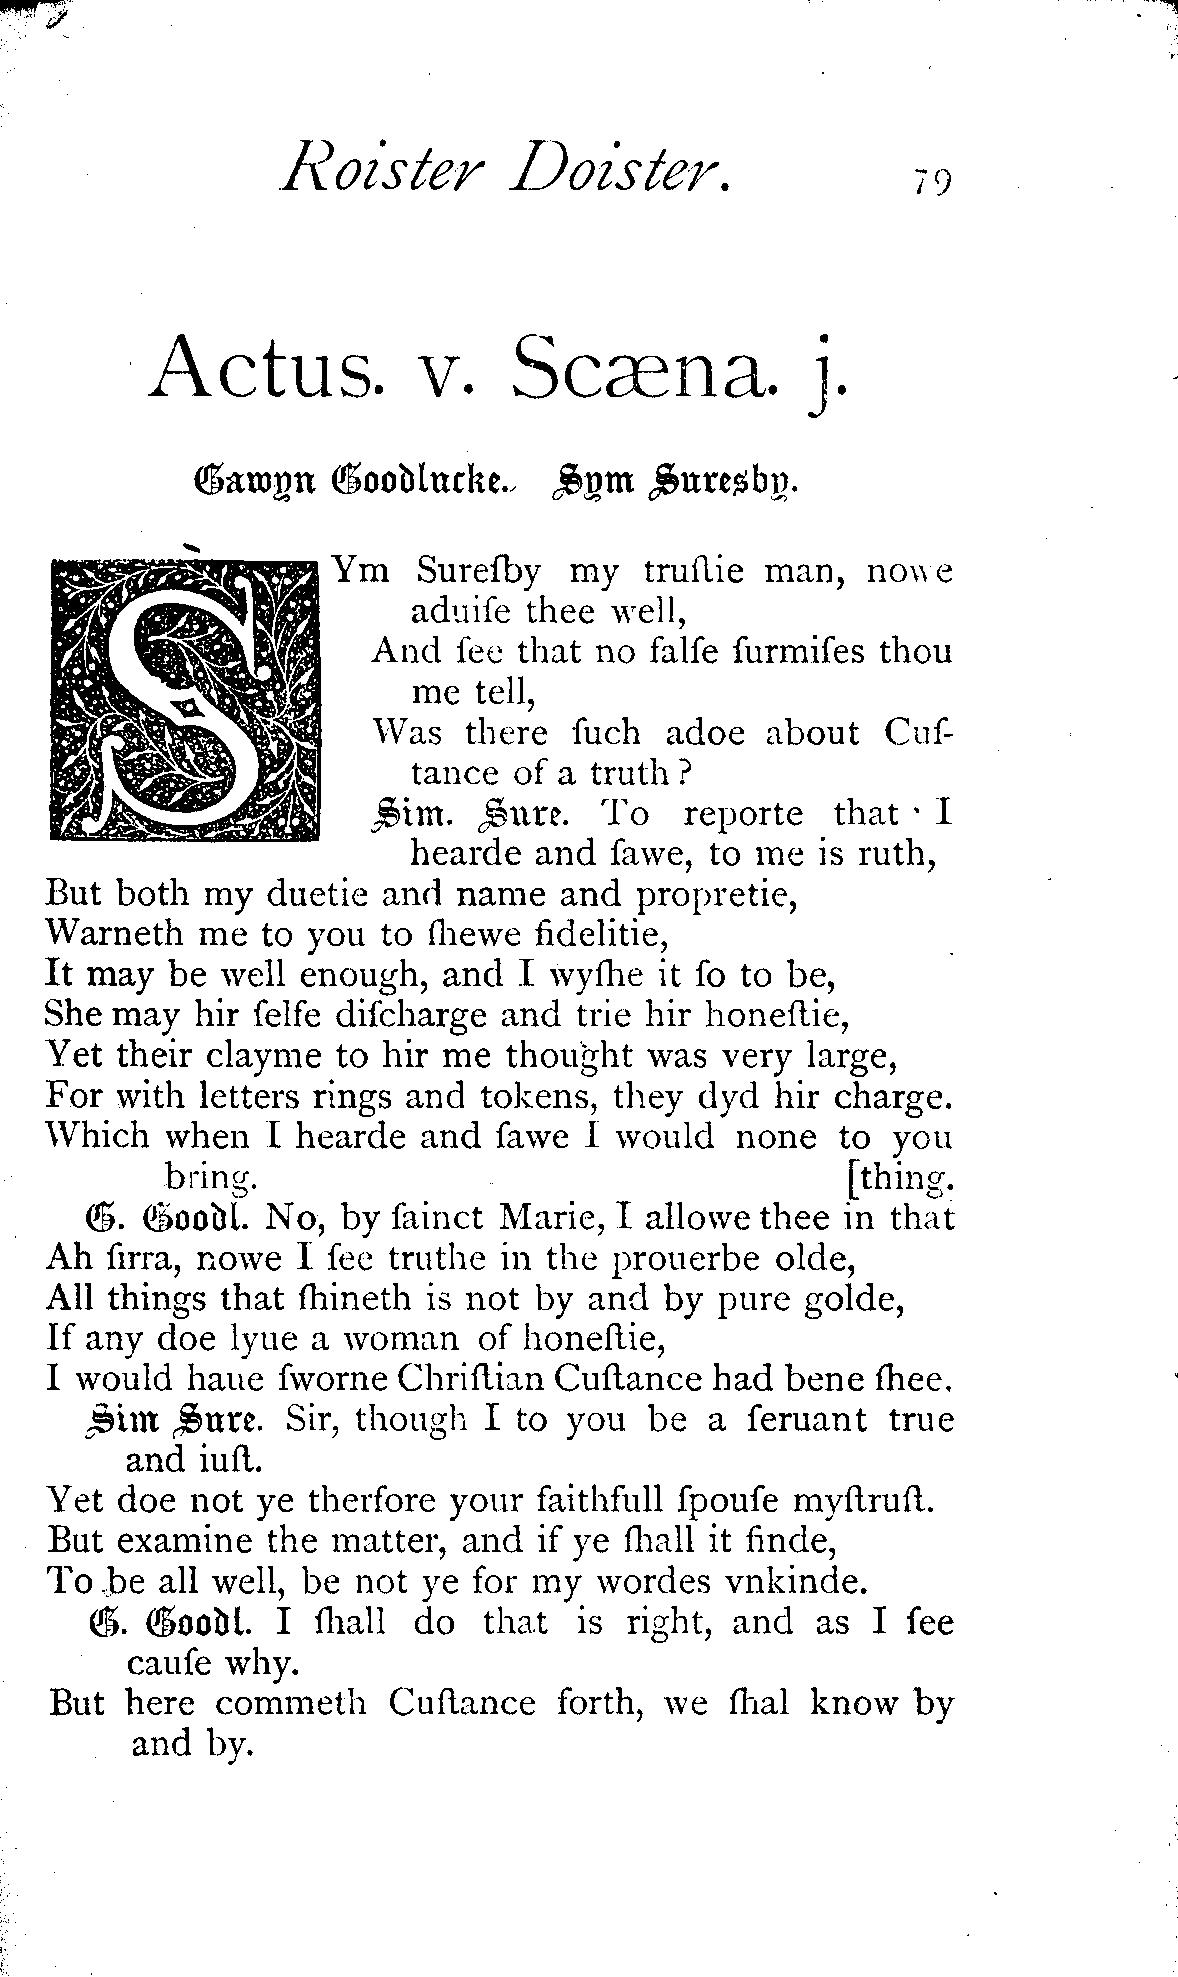 Roister Doister. 79
Actus. v. Scæna. j.
Gawyn Goodlucke. Sym Suresby.
SYm Sureſby my truſtie man, nowe
aduiſe thee well,
And ſee that no falſe ſurmiſes thou
me tell,
Was there ſuch adoe about Cuſ-
tance of a truth?
Sim. Sure. To reporte that I
hearde and ſawe, to me is ruth,
But both my duetie and name and propretie,
Warneth me to you to ſhewe fidelitie,
It may be well enough, and I wyſhe it ſo to be,
She may hir ſelfe diſcharge and trie hir honeſtie,
Yet their clayme to hir me thought was very large,
For with letters rings and tokens, they dyd hir charge.
Which when I hearde and ſawe I would none to you
bring. [thing.
G. Goodl. No, by ſainct Marie, I allowe thee in that
Ah ſirra, nowe I ſee truthe in the prouerbe olde,
All things that ſhineth is not by and by pure golde,
If any doe lyue a woman of honeſtie,
I would haue ſworne Chriſtian Cuſtance had bene ſhee.
Sim Sure. Sir, though I to you be a ſeruant true
and iuſt.
Yet doe not ye therfore your faithfull ſpouſe myſtruſt.
But examine the matter, and if ye ſhall it finde,
To be all well, be not ye for my wordes vnkinde.
G. Goodl. I ſhall do that is right, and as I ſee
cauſe why.
But here commeth Cuſtance forth, we ſhal know by
and by.